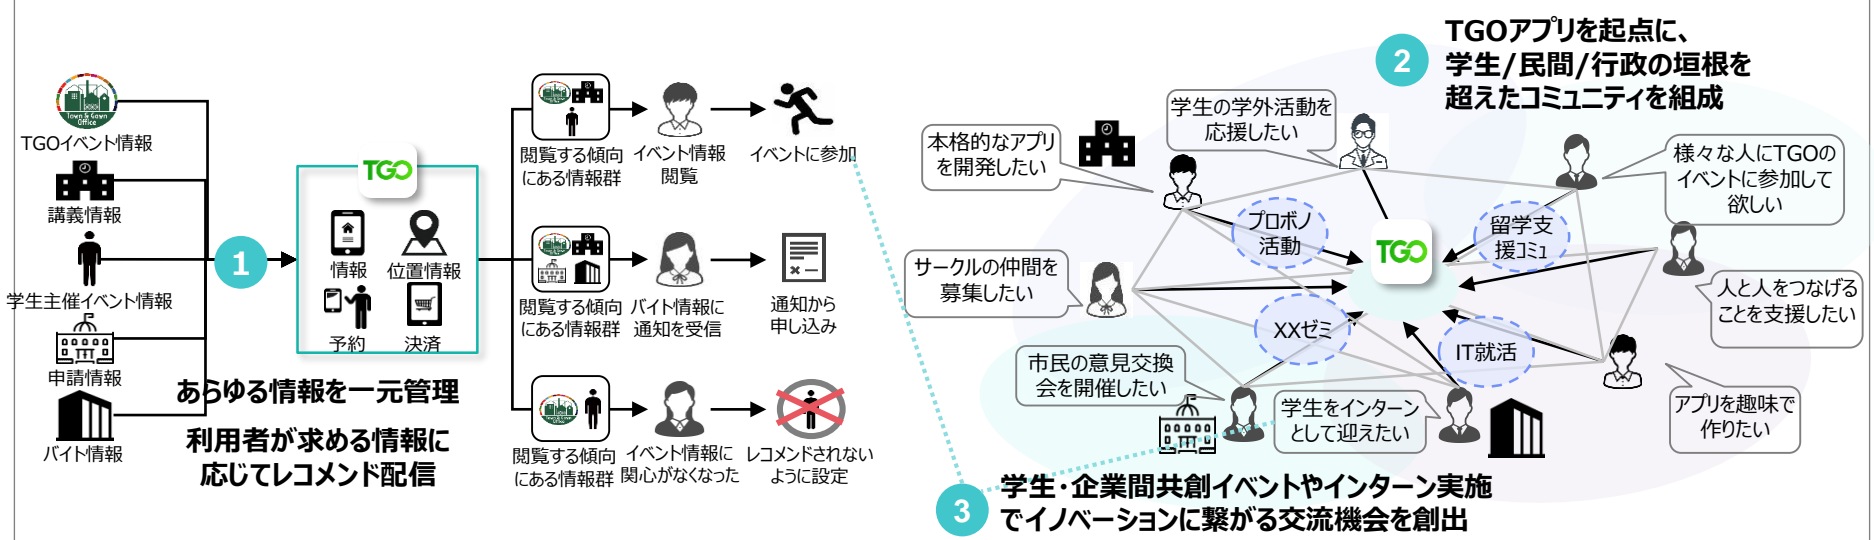 Town & Gown
Office
TGOイベント情報
講義情報
学生主催イベント情報
申請情報
バイト情報
1
TGO
情報
位置情報
予約
決済
あらゆる情報を一元管理
利用者が求める情報に
応じてレコメンド配信
閲覧する傾向
にある情報群
イベント情報
閲覧
イベントに参加
閲覧する傾向
にある情報群
バイト情報に
通知を受信
通知から
申し込み
閲覧する傾向
にある情報群
イベント情報に
関心がなくなった
レコメンドされない
ように設定
2
TGOアプリを起点に、
学生/民間/行政の垣根を
超えたコミュニティを組成
本格的なアプリ
を開発したい
学生の学外活動を
応援したい
様々な人にTGOの
イベントに参加して
欲しい
サークルの仲間を
募集したい
人と人をつなげる
ことを支援したい
市民の意見交換
会を開催したい
学生をインターン
として迎えたい
アプリを趣味で
作りたい
プロボノ
活動
留学支
援コミュ
XXゼミ
IT就活
TGO
3
学生・企業間共創イベントやインターン実施
でイノベーションに繋がる交流機会を創出